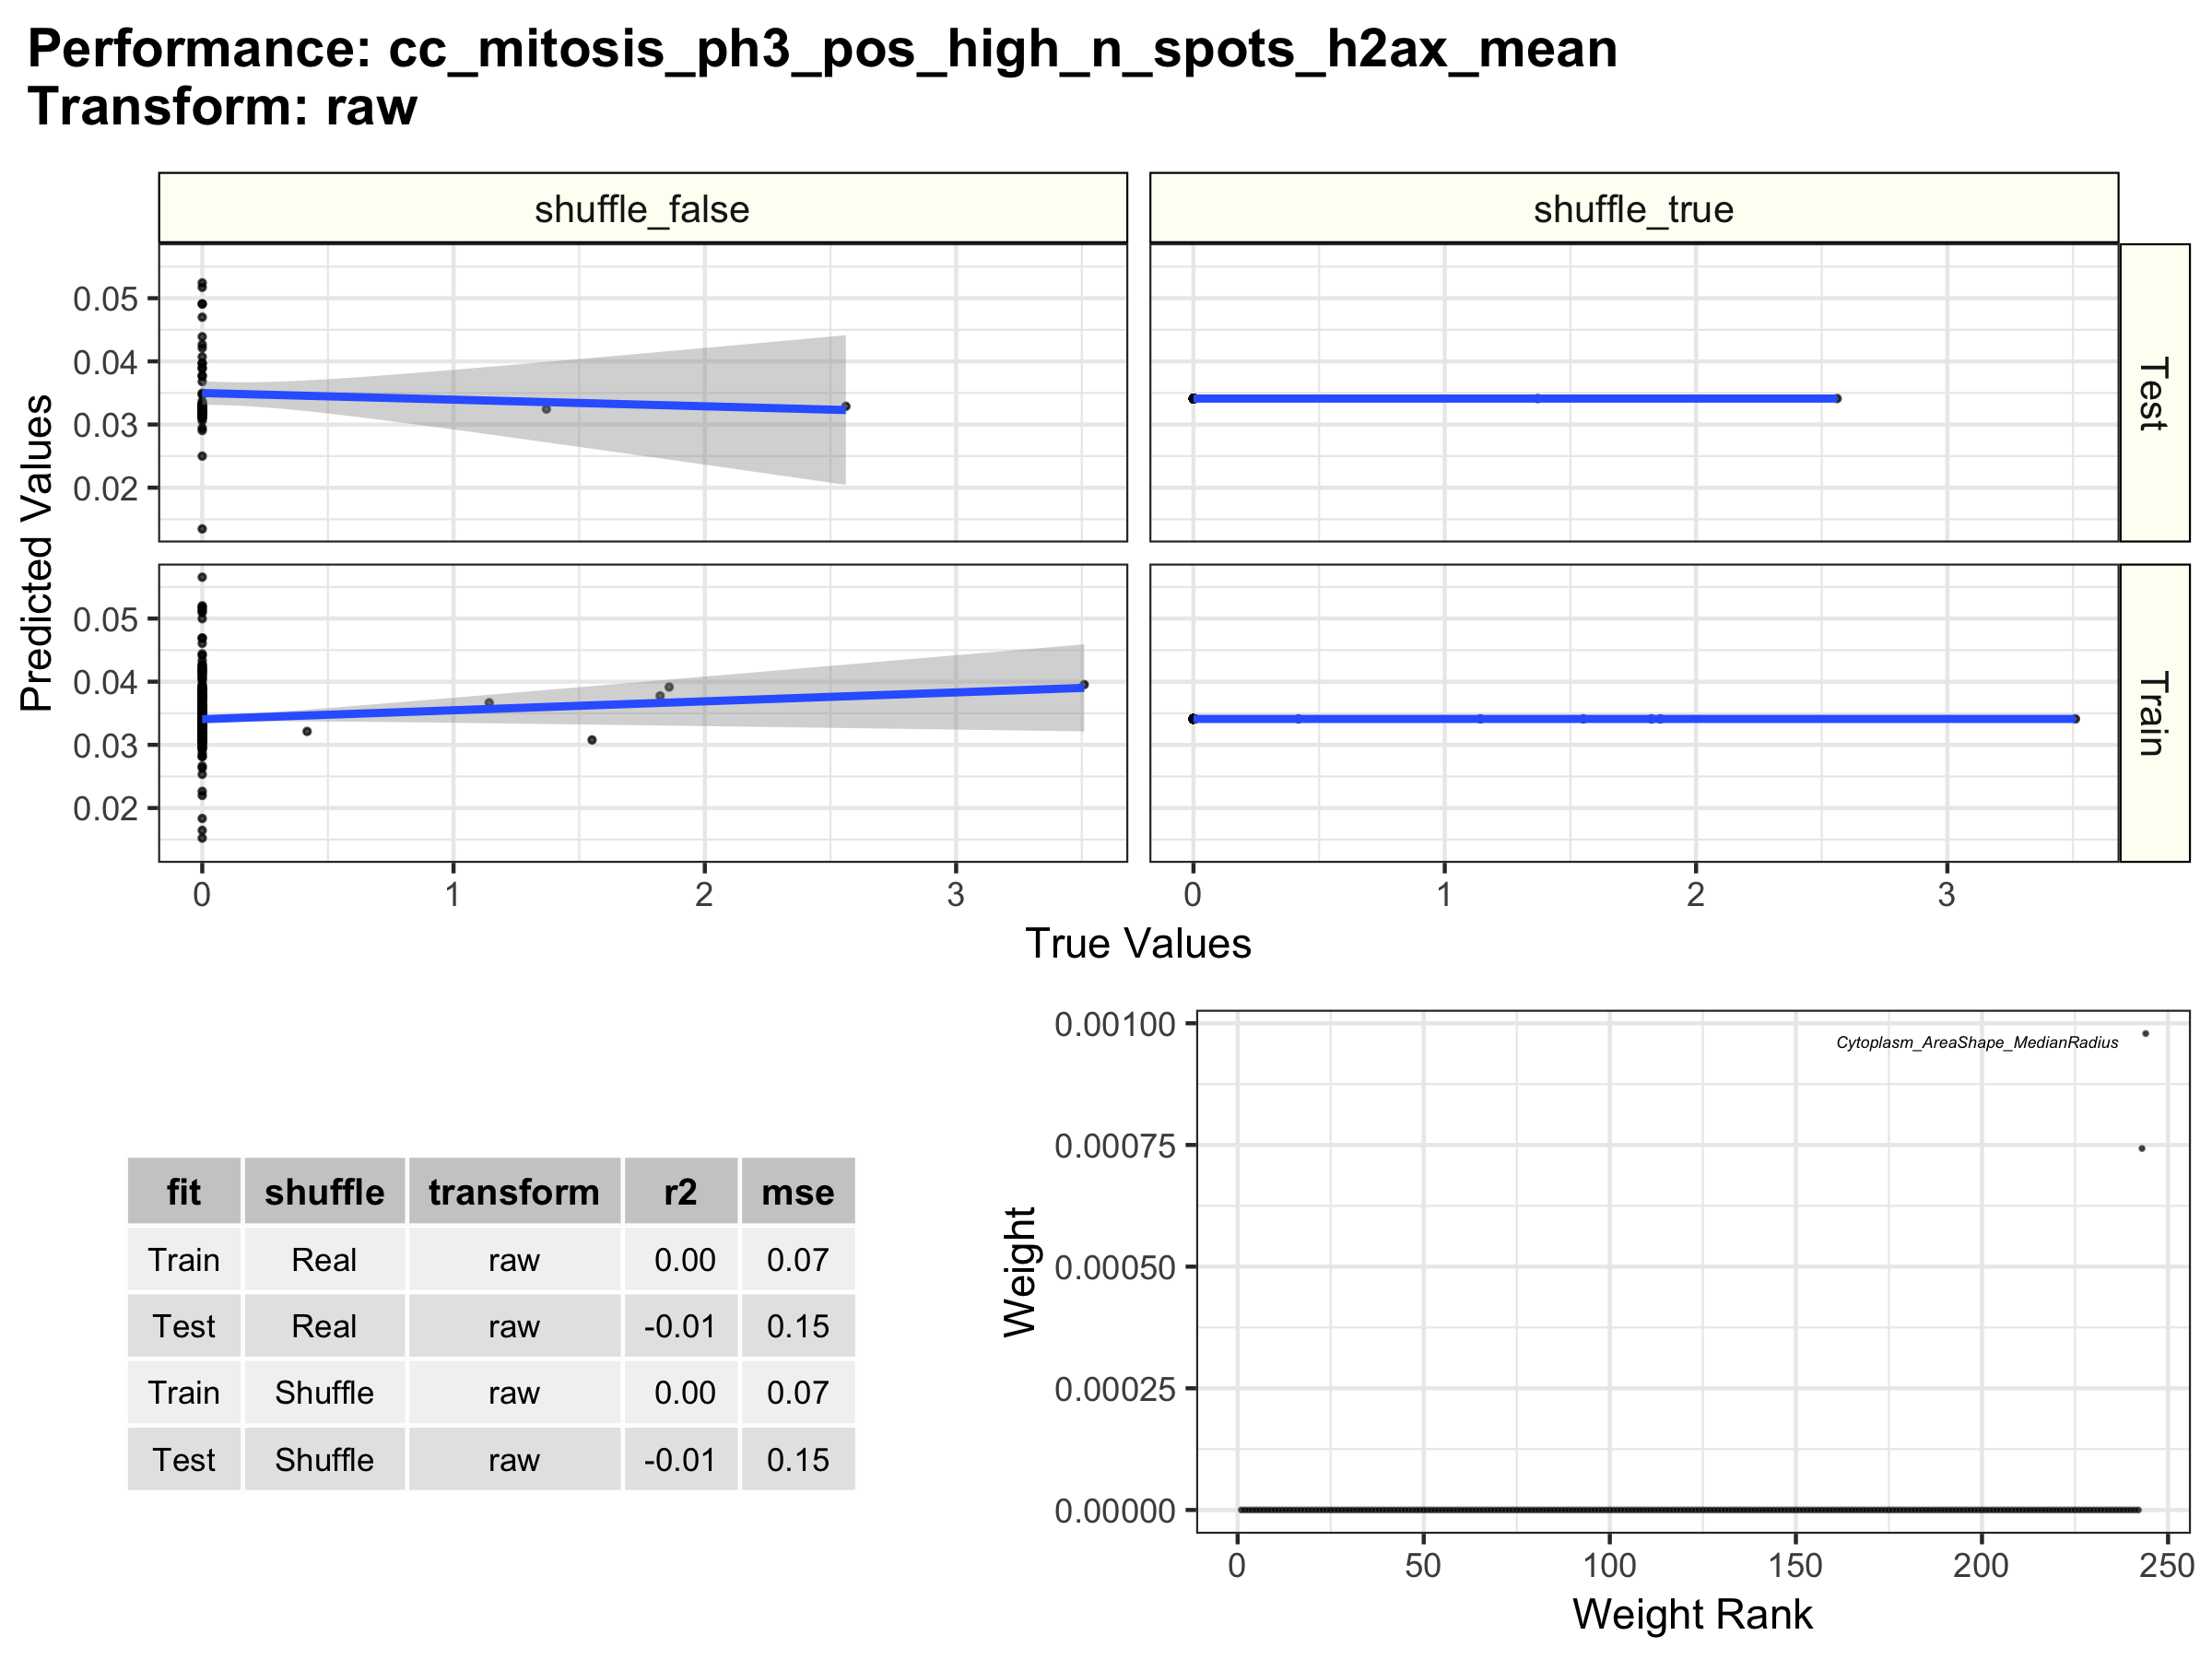 Performance: cc_mitosis_ph3_pos_high_n_spots_h2ax_mean
Transform: raw
shuffle_false
shuffle_true
0.05
0.04
0.03
0.02
Test
0.05
0.04
0.03
0.02
Train
Predicted Values
0 1 2 3
0 1 2 3
True Values
fit shuffle transform r2 mse
Train Real raw 0.00 0.07
Test Real raw -0.01 0.15
Train Shuffle raw 0.00 0.07
Test Shuffle raw -0.01 0.15
0.00100
0.00075
0.00050
0.00025
0.00000
Weight
Cytoplasm_AreaShape_MedianRadius
0 50 100 150 200 250
Weight Rank